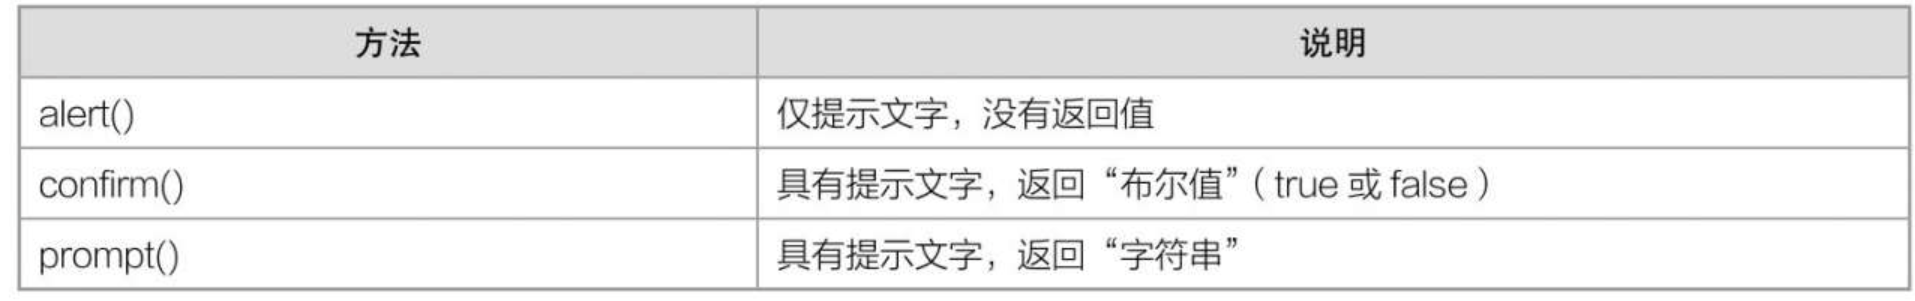 方法 说明
alert() 仅提示文字，没有返回值
confirm() 具有提示文字，返回“布尔值”（true 或 false）
prompt() 具有提示文字，返回“字符串”